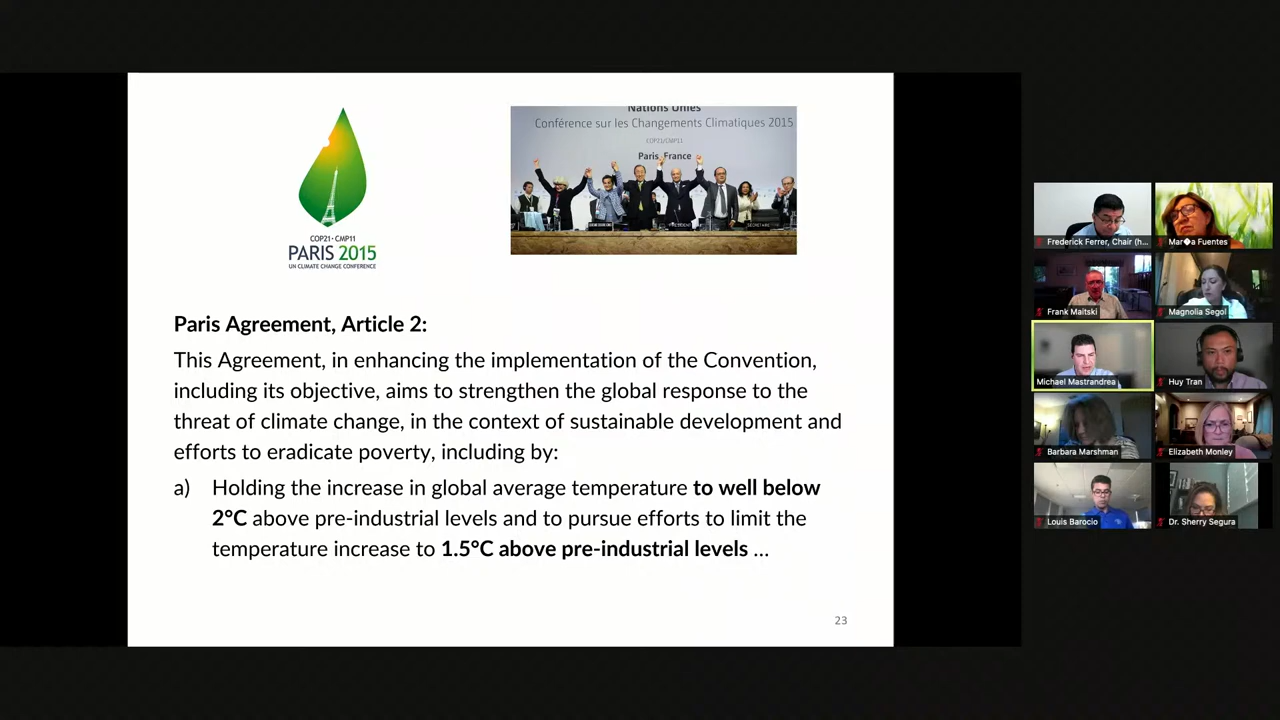 COP21•CMP11
PARIS 2015
UN CLIMATE CHANGE CONFERENCE
Nations Unies
Conférence sur les Changements Climatiques 2015
COP21/CMP11
Paris, France
Paris Agreement, Article 2:
This Agreement, in enhancing the implementation of the Convention,
including its objective, aims to strengthen the global response to the
threat of climate change, in the context of sustainable development and
efforts to eradicate poverty, including by:
a) Holding the increase in global average temperature to well below
2°C above pre-industrial levels and to pursue efforts to limit the
temperature increase to 1.5°C above pre-industrial levels ...
23
Frederick Ferrer, Chair (h...
Mar�a Fuentes
Frank Maitski
Magnolia Segol
Michael Mastrandrea
Huy Tran
Barbara Marshman
Elizabeth Monley
Louis Barocio
Dr. Sherry Segura